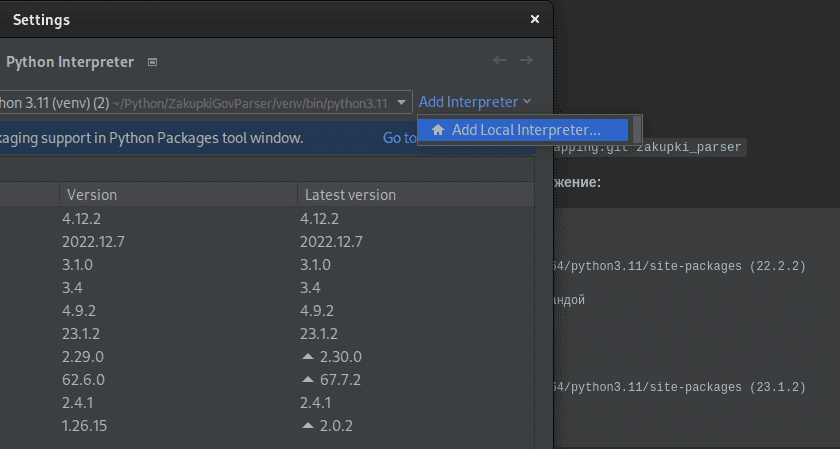 Settings
Python Interpreter
hon 3.11 (venv) (2) ~/Python/ZakupkiGovParser/venv/bin/python3.11
Add Interpreter
kaging support in Python Packages tool window. Go to
Add Local Interpreter...
apping.git zakupki_parser
жение:
Version Latest version
4.12.2 4.12.2
2022.12.7 2022.12.7
3.1.0 3.1.0
64/python3.11/site-packages (22.2.2)
3.4 3.4
андой
4.9.2 4.9.2
23.1.2 23.1.2
2.29.0 2.30.0
62.6.0 67.7.2
64/python3.11/site-packages (23.1.2)
2.4.1 2.4.1
1.26.15 2.0.2